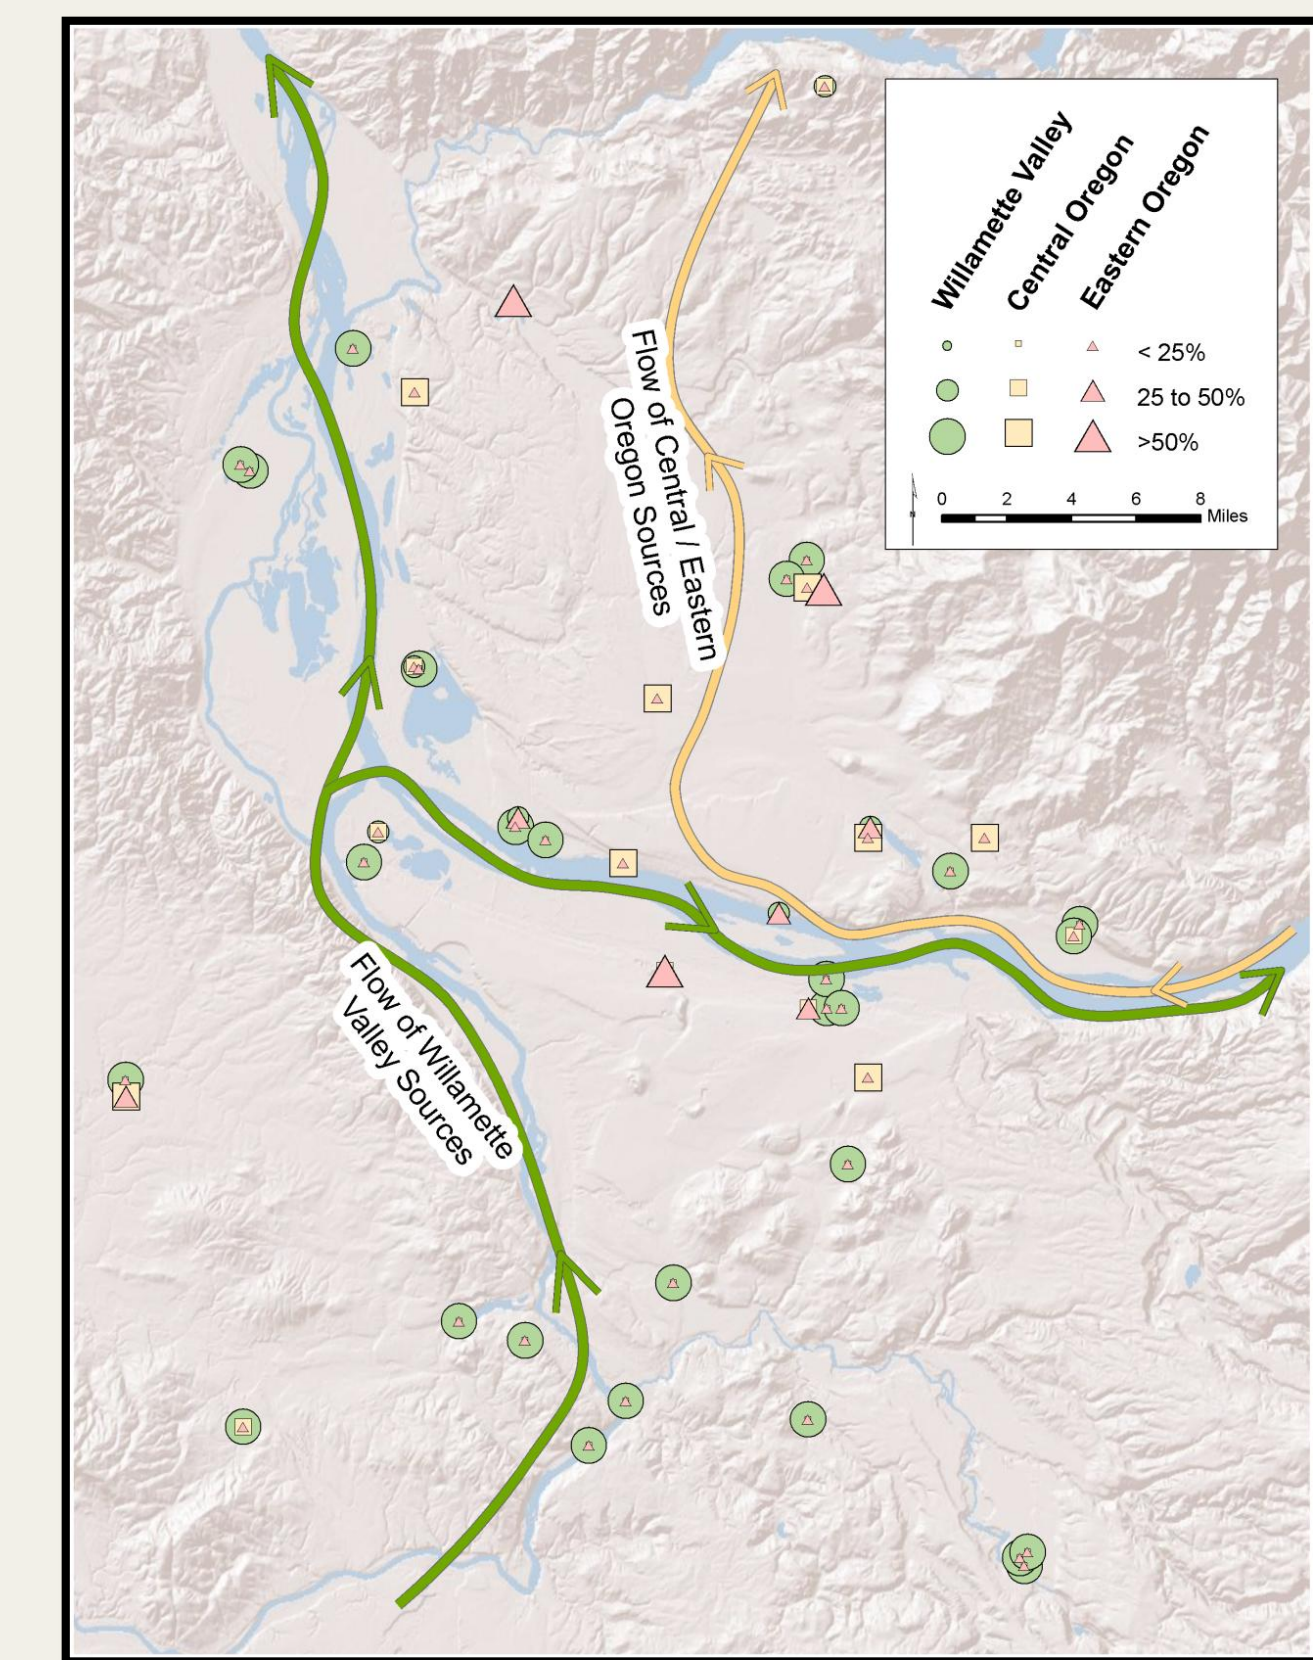 Willamette Valley
Central Oregon
Eastern Oregon
< 25%
25 to 50%
>50%
N
0 2 4 6 8
Miles
Flow of Central / Eastern
Oregon Sources
Flow of Willamette
Valley Sources